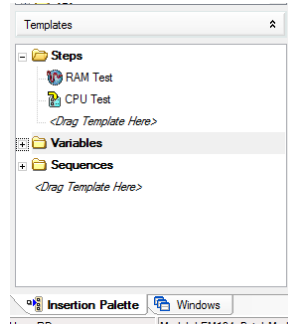 Templates
Steps
RAM Test
CPU Test
<Drag Template Here>
Variables
Sequences
<Drag Template Here>
Insertion Palette Windows